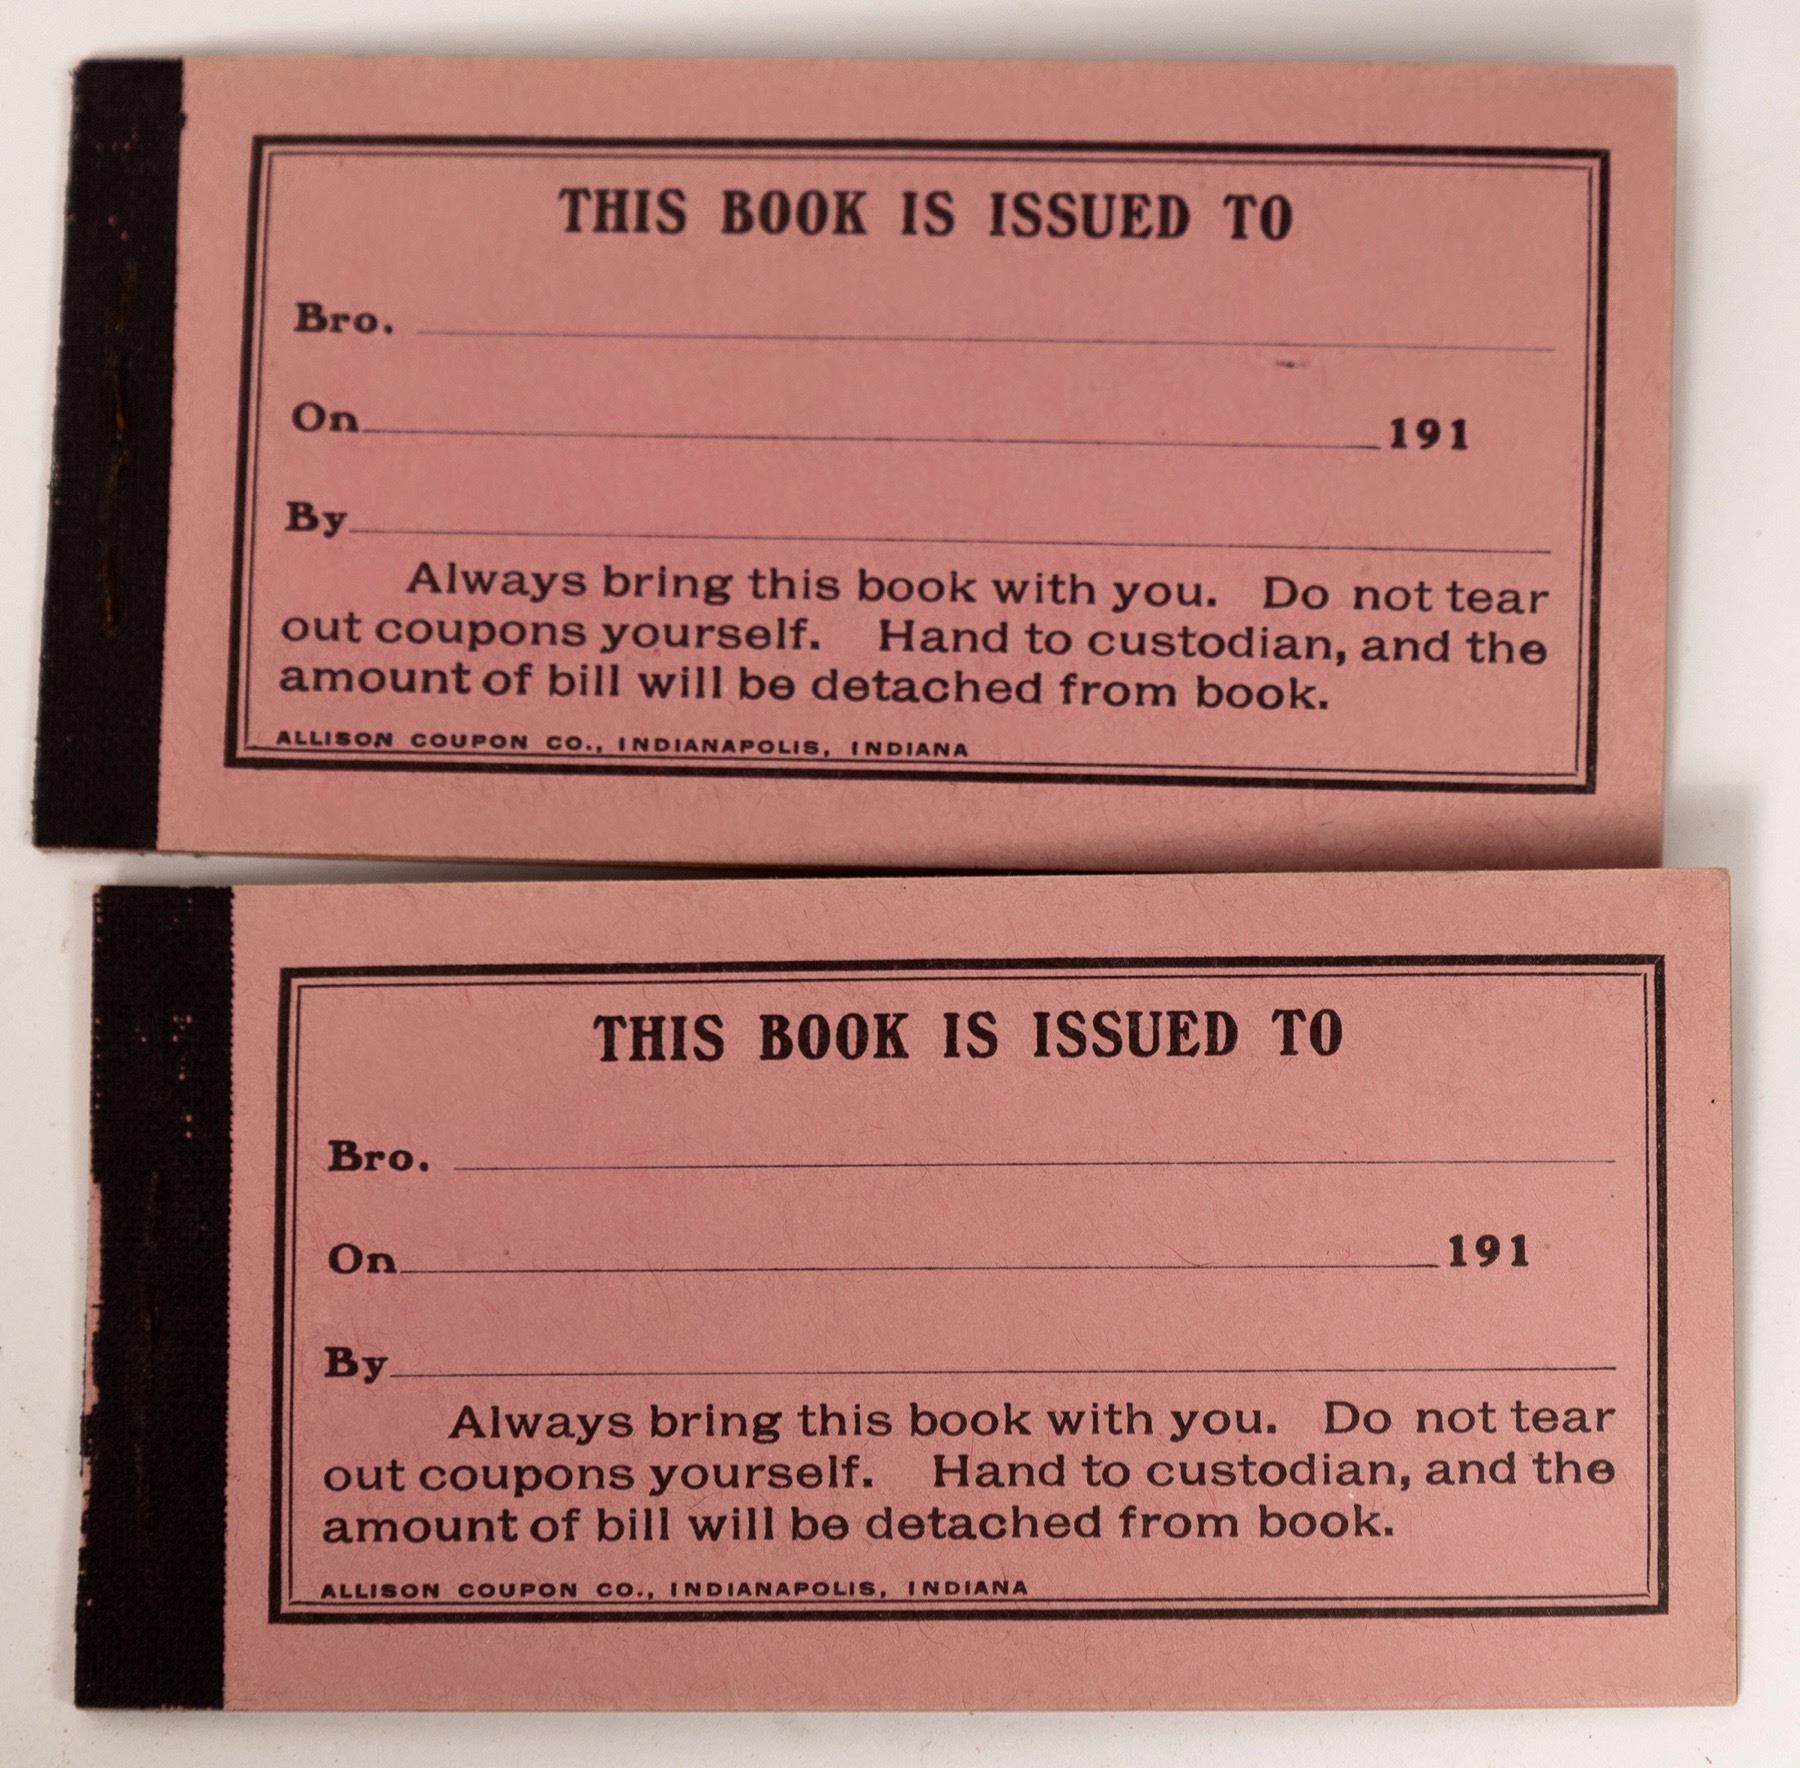 THIS BOOK IS ISSUED TO
Bro.
On 191
By
Always bring this book with you. Do not tear
out coupons yourself. Hand to custodian, and the
amount of bill will be detached from book.
ALLISON COUPON CO., INDIANAPOLIS, INDIANA
THIS BOOK IS ISSUED TO
Bro.
On 191
By
Always bring this book with you. Do not tear
out coupons yourself. Hand to custodian, and the
amount of bill will be detached from book.
ALLISON COUPON CO., INDIANAPOLIS, INDIANA